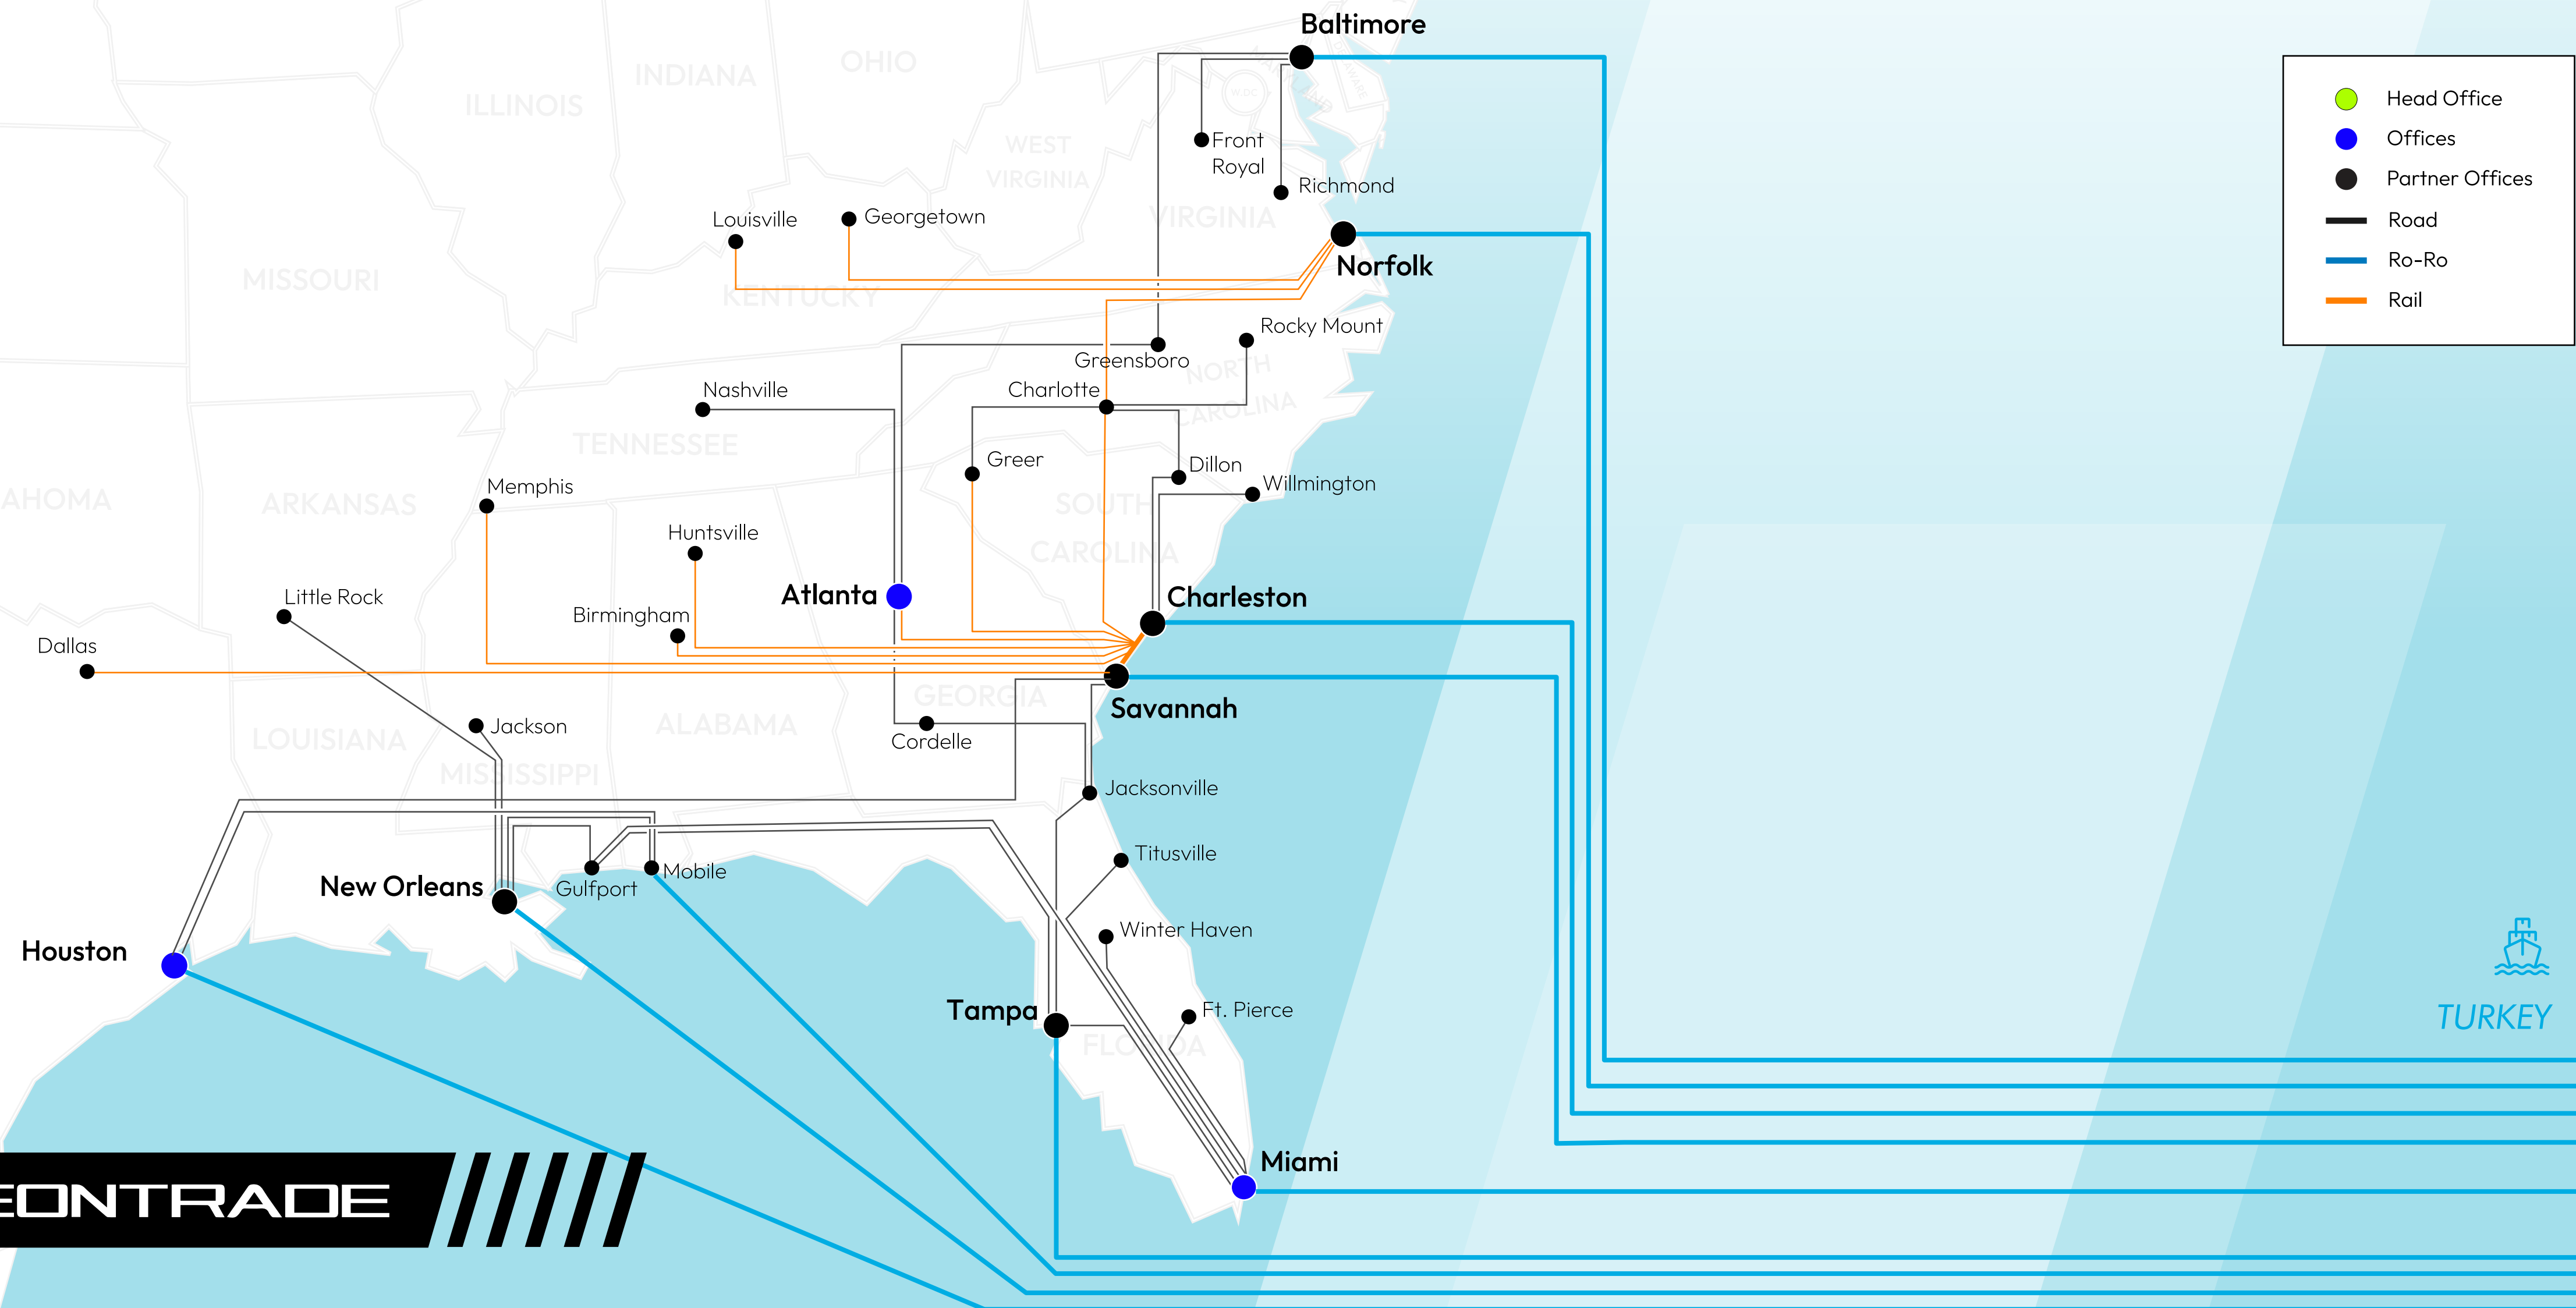 Baltimore
Head Office
Offices
Partner Offices
Road
Ro-Ro
Rail
OHIO
INDIANA
ILLINOIS
W:DC
WEST
VIRGINIA
Front
Royal
Richmond
VIRGINIA
Louisville
Georgetown
Norfolk
MISSOURI
KENTUCKY
Rocky Mount
Greensboro
NORTH
CAROLINA
Nashville
Charlotte
TENNESSEE
Greer
Dillon
Willmington
Memphis
AHOMA
ARKANSAS
SOUTH
CAROLINA
Huntsville
Little Rock
Atlanta
Charleston
Birmingham
Dallas
GEORGIA
Savannah
Jackson
LOUISIANA
ALABAMA
Cordelle
MISSISSIPPI
Jacksonville
Titusville
Mobile
New Orleans
Gulfport
Winter Haven
Houston
Tampa
Ft. Pierce
TURKEY
FLORIDA
Miami
EONTRADE